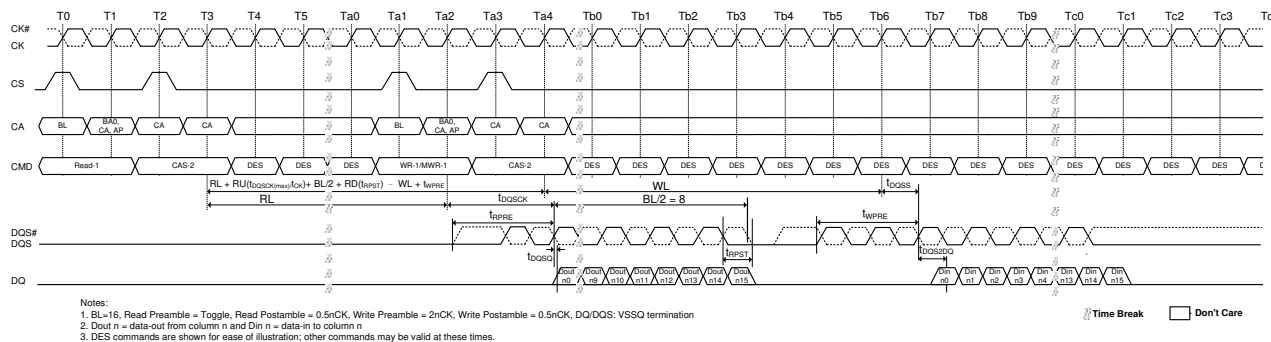 T0 T1 T2 T3 T4 T5 Ta0 Ta1 Ta2 Ta3 Ta4 Tb0 Tb1 Tb2 Tb3 Tb4 Tb5 Tb6 Tb7 Tb8 Tb9 Tc0 Tc1 Tc2 Tc3
CK#
CK
CS
CA BL BA0, CA, AP CA CA BL BA0, CA, AP CA CA
CMD Read-1 CAS-2 DES DES DES WR-1/MWR-1 CAS-2 DES DES DES DES DES DES DES DES DES DES DES DES DES DES
RL + RU(tDQSCK(max)/tCK)+ BL/2 + RD(tRPST) - WL + tWPRE WL tDQSS
RL tDQSCK BL/2 = 8
tRPRE tWPRE
DQS#
DQS
tDQSQ tRPST tDQS2DQ
DQ Dout n0 Dout n9 Dout n10 Dout n11 Dout n12 Dout n13 Dout n14 Dou n15 Din n0 Din n1 Din n2 Din n3 Din n4 Din n13 Din n14 Din n15
Notes:
1. BL=16, Read Preamble = Toggle, Read Postamble = 0.5nCK, Write Preamble = 2nCK, Write Postamble = 0.5nCK, DQ/DQS: VSSQ termination
2. Dout n = data-out from column n and Din n = data-in to column n
3. DES commands are shown for ease of illustration; other commands may be valid at these times.
Time Break - Don't Care